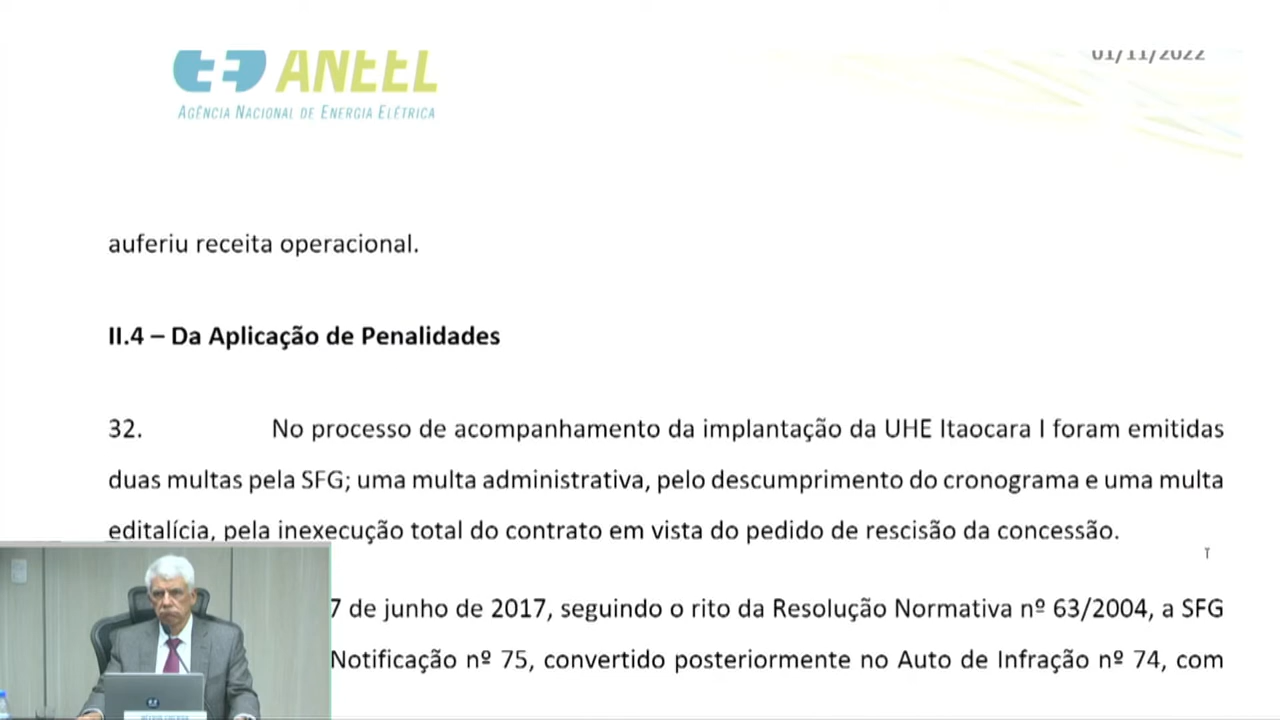 ANEEL
AGÊNCIA NACIONAL DE ENERGIA ELÉTRICA
01/11/2022
auferiu receita operacional.
II.4 – Da Aplicação de Penalidades
32. No processo de acompanhamento da implantação da UHE Itaocara I foram emitidas
duas multas pela SFG; uma multa administrativa, pelo descumprimento do cronograma e uma multa
editalícia, pela inexecução total do contrato em vista do pedido de rescisão da concessão.
7 de junho de 2017, seguindo o rito da Resolução Normativa nº 63/2004, a SFG
Notificação nº 75, convertido posteriormente no Auto de Infração nº 74, com